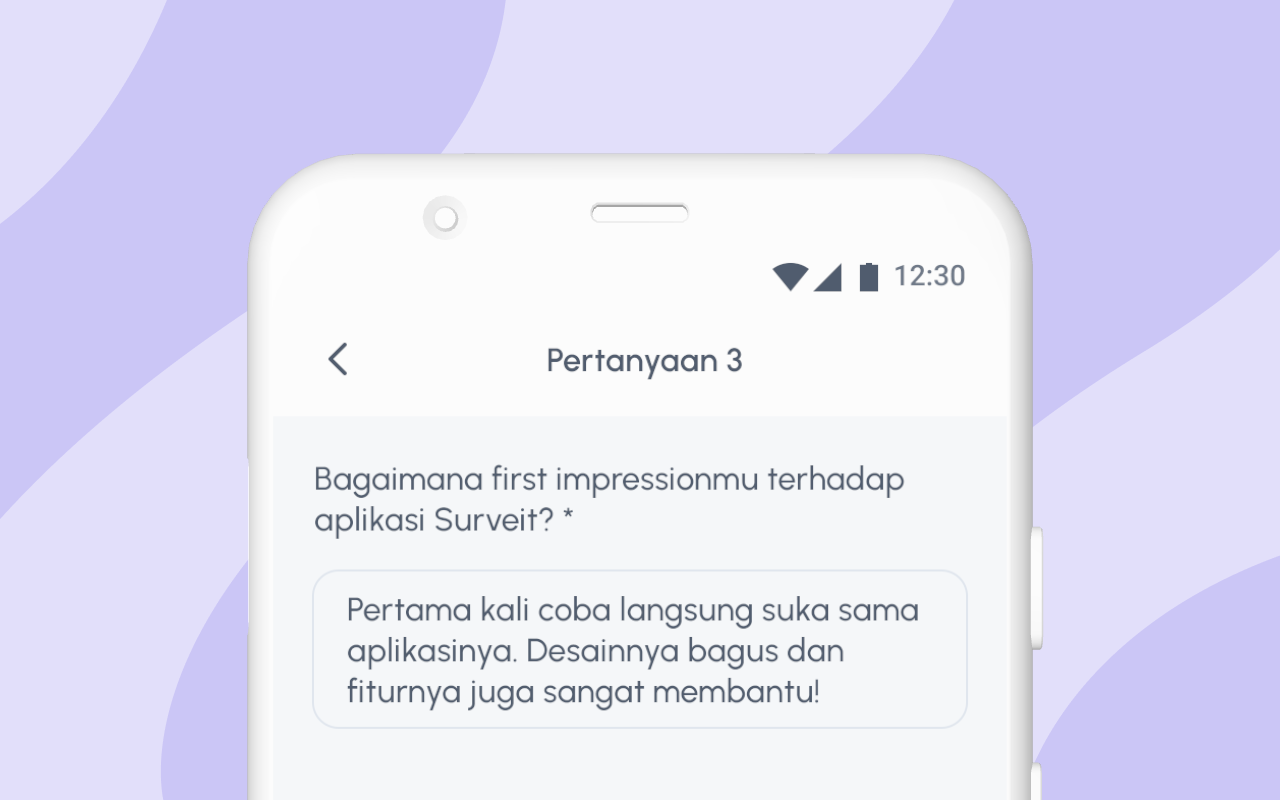 12:30
Pertanyaan 3
Bagaimana first impressionmu terhadap
aplikasi Surveit? *
Pertama kali coba langsung suka sama
aplikasinya. Desainnya bagus dan
fiturnya juga sangat membantu!